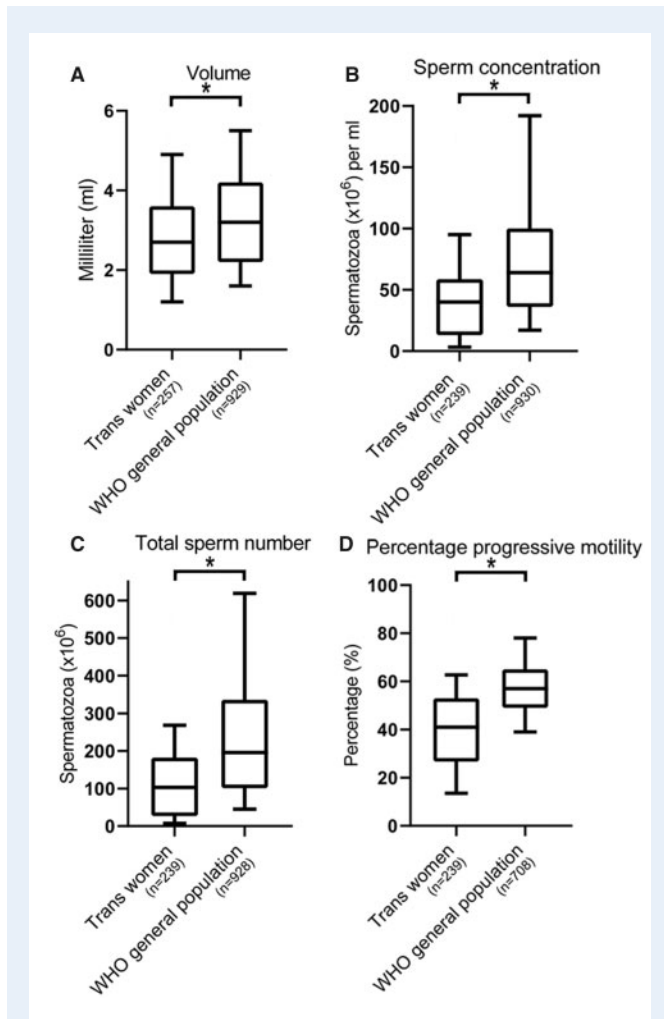 A
Volume
*
6
4
2
0
Milliliter (ml)
Trans women
(n=257)
WHO general population
(n=929)
B
Sperm concentration
*
200
150
100
50
0
Spermatozoa (x10⁶) per ml
Trans women
(n=239)
WHO general population
(n=930)
C
Total sperm number
*
600
500
400
300
200
100
0
Spermatozoa (x10⁶)
Trans women
(n=239)
WHO general population
(n=928)
D
Percentage progressive motility
*
100
80
60
40
20
0
Percentage (%)
Trans women
(n=239)
WHO general population
(n=708)